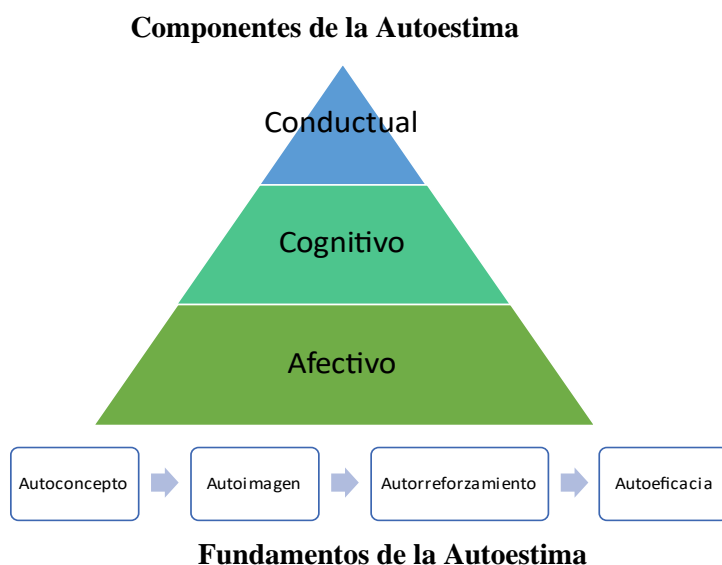 Componentes de la Autoestima
Conductual
Cognitivo
Afectivo
Autoconcepto
Autoimagen
Autorreforzamiento
Autoeficacia
Fundamentos de la Autoestima